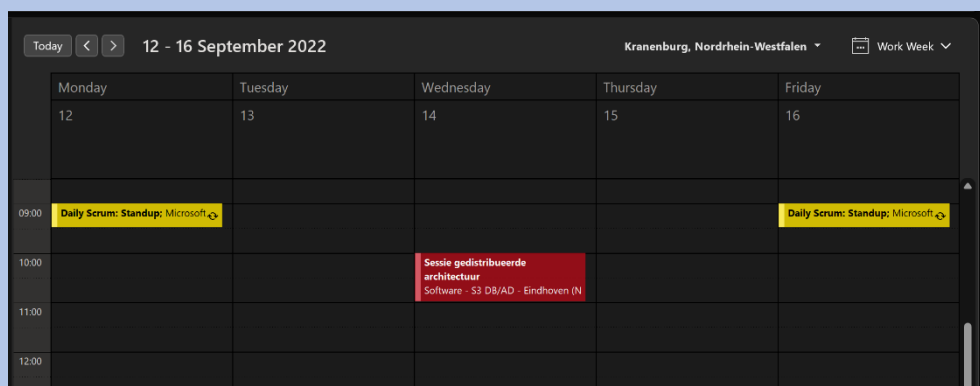 Today 12 - 16 September 2022 Kranenburg, Nordrhein-Westfalen Work Week
Monday Tuesday Wednesday Thursday Friday
12 13 14 15 16
09:00 Daily Scrum: Standup; Microsoft Daily Scrum: Standup; Microsoft
10:00 Sessie gedistribueerde
architectuur
Software - S3 DB/AD - Eindhoven (N
11:00
12:00